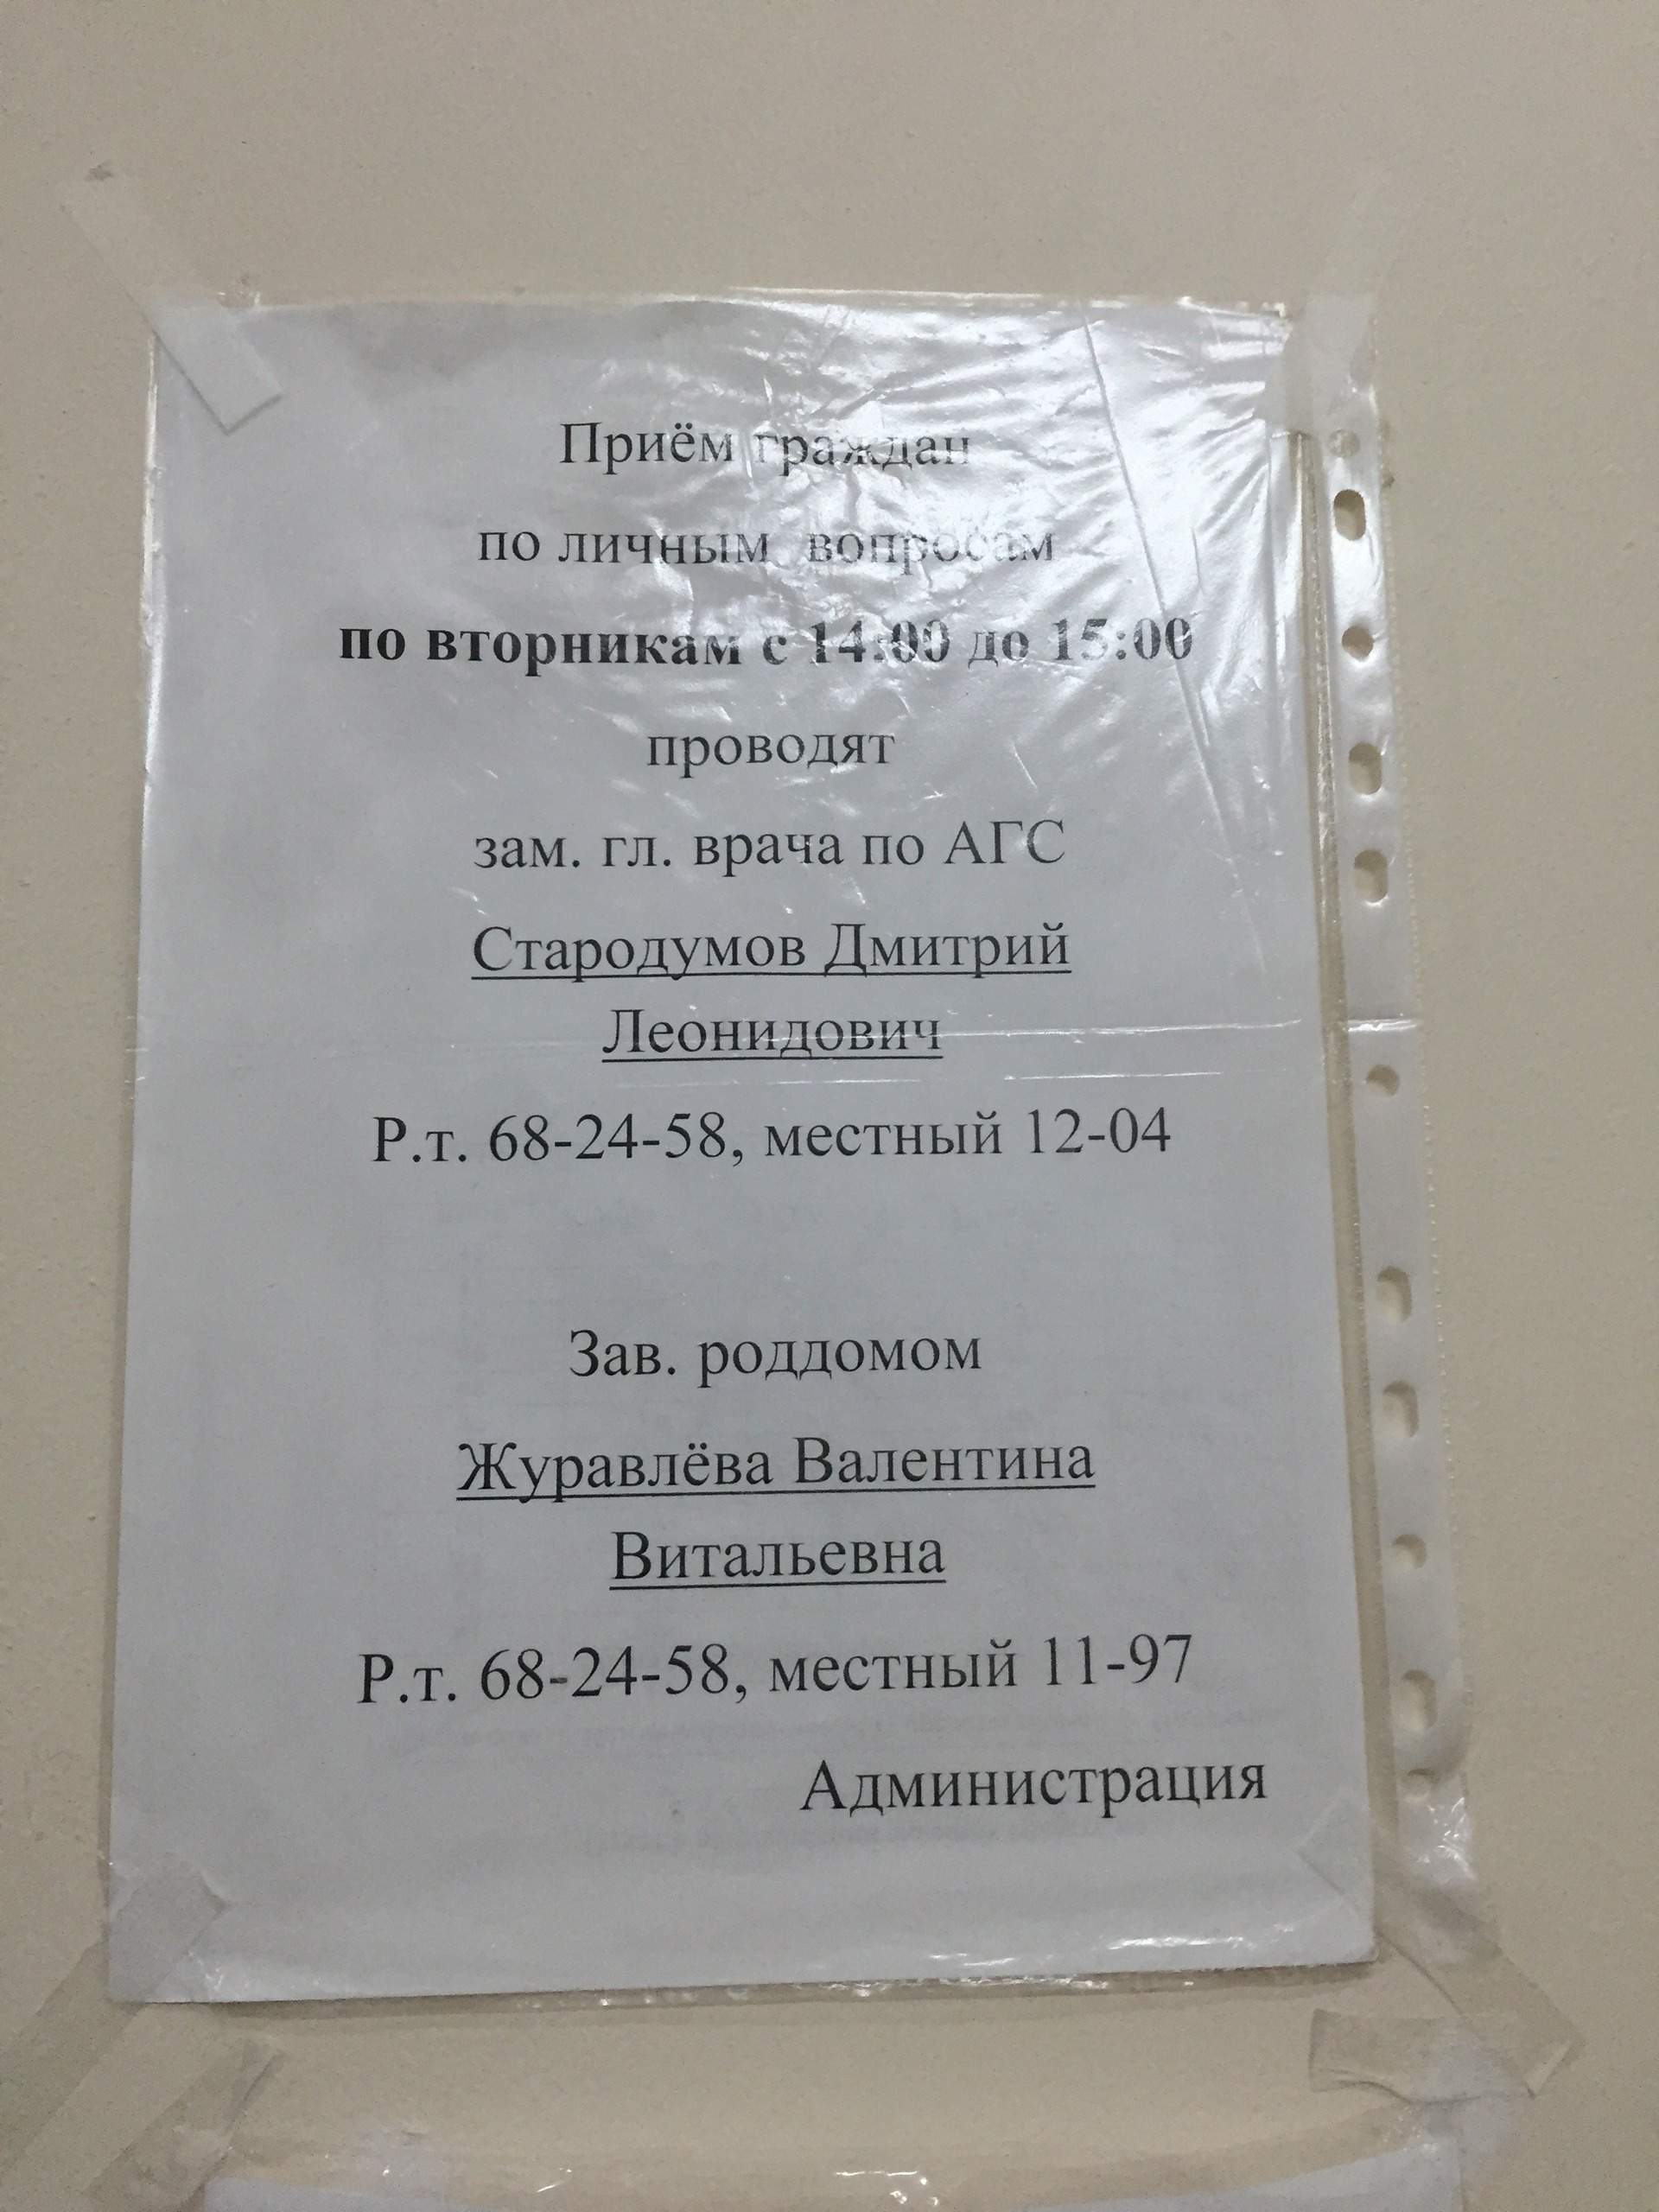 Приём граждан
по личным вопросам
по вторникам с 14:00 до 15:00
проводят
зам. гл. врача по АГС
Стародумов Дмитрий
Леонидович
Р.т. 68-24-58, местный 12-04
Зав. роддомом
Журавлёва Валентина
Витальевна
Р.т. 68-24-58, местный 11-97
Администрация